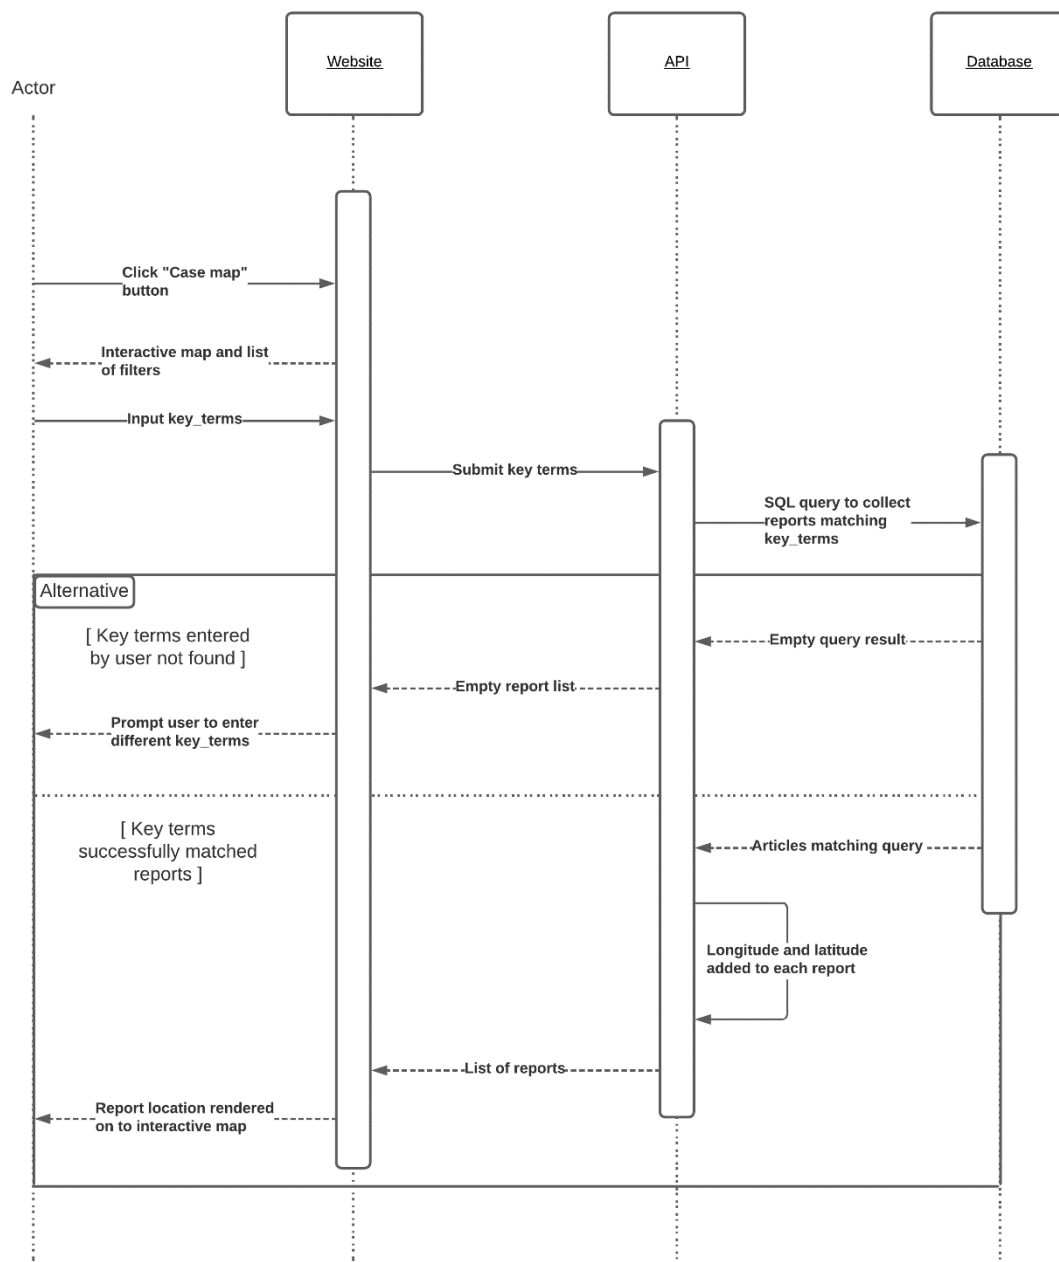 Website
API
Database
Actor
Click "Case map"
button
Interactive map and list
of filters
Input key_terms
Submit key terms
SQL query to collect
reports matching
key_terms
Alternative
[ Key terms entered
by user not found ]
Empty query result
Empty report list
Prompt user to enter
different key_terms
[ Key terms
successfully matched
reports ]
Articles matching query
Longitude and latitude
added to each report
List of reports
Report location rendered
on to interactive map